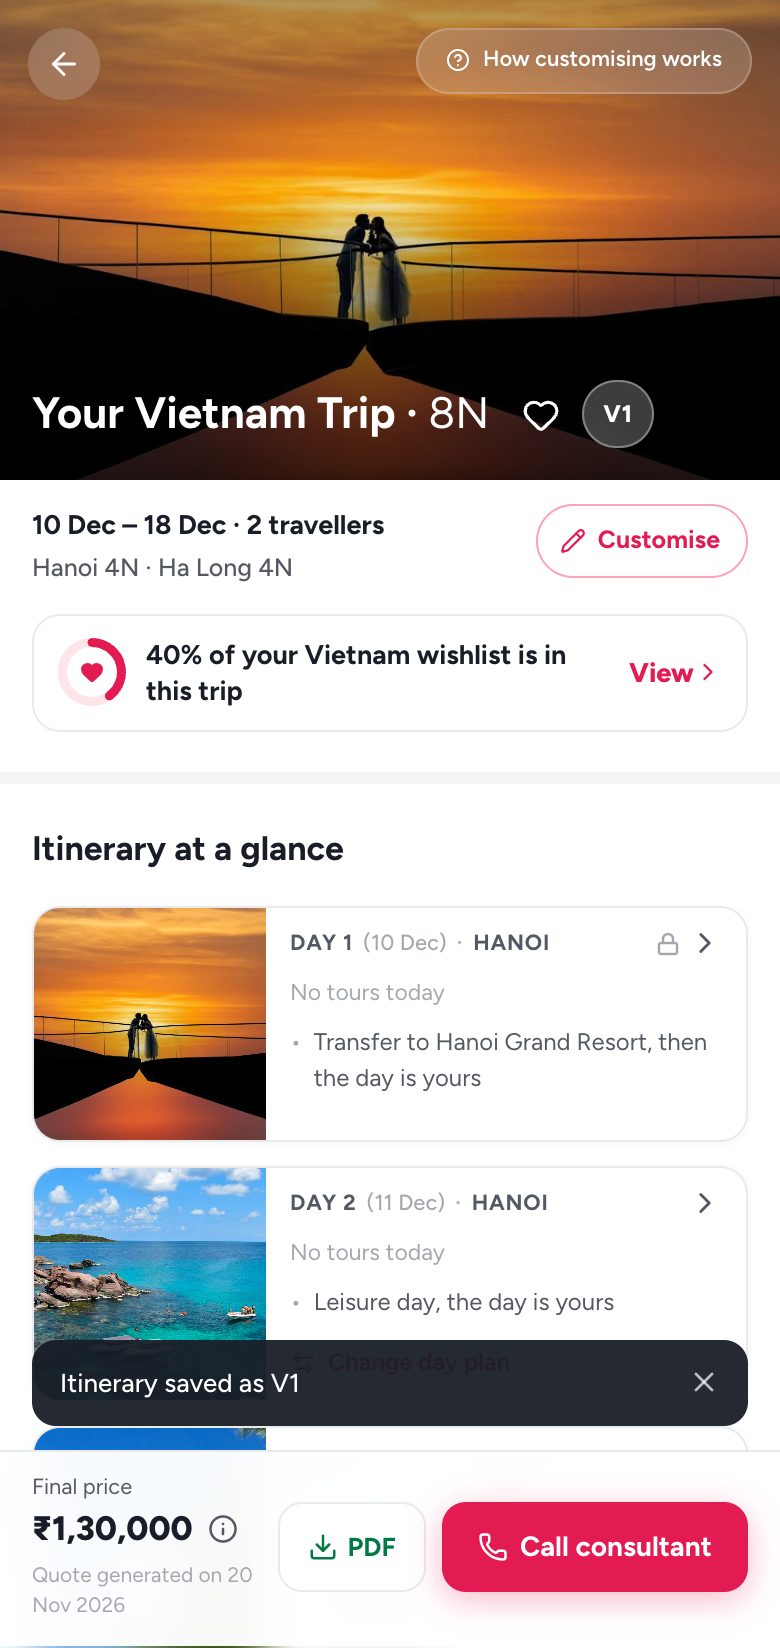 How customising works
Your Vietnam Trip · 8N
V1
10 Dec – 18 Dec · 2 travellers
Customise
Hanoi 4N · Ha Long 4N
40% of your Vietnam wishlist is in
this trip
View
Itinerary at a glance
DAY 1 (10 Dec) · HANOI
No tours today
• Transfer to Hanoi Grand Resort, then
the day is yours
DAY 2 (11 Dec) · HANOI
No tours today
• Leisure day, the day is yours
Change day plan
Itinerary saved as V1
Final price
₹1,30,000
Quote generated on 20
Nov 2026
PDF
Call consultant